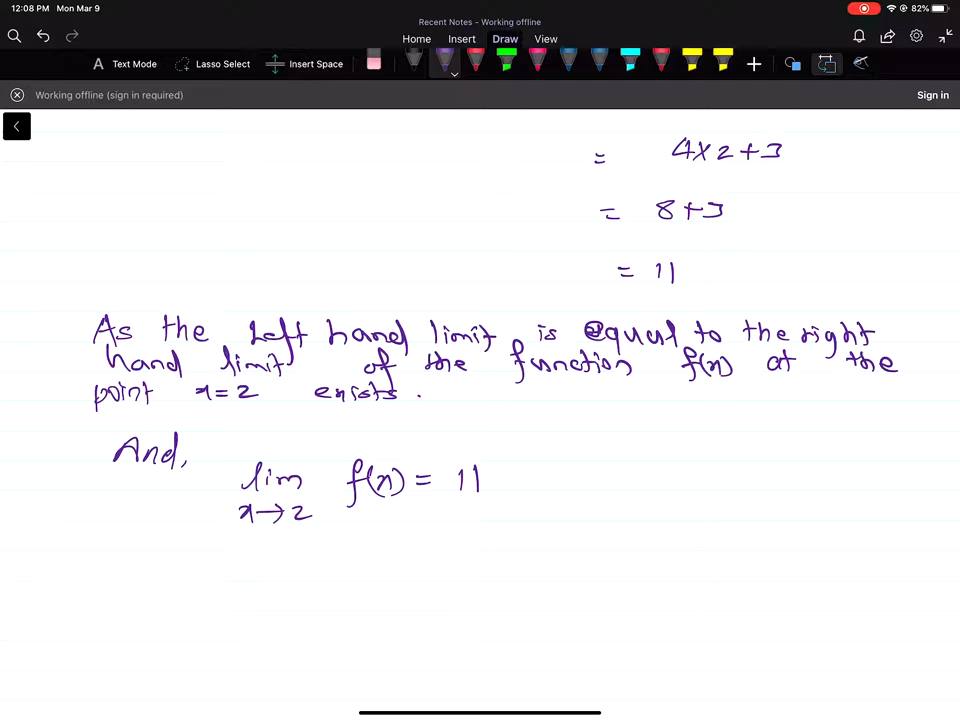 12:08 PM Mon Mar 9
82%
Recent Notes - Working offline
Home Insert Draw View
Text Mode Lasso Select Insert Space
Working offline (sign in required) Sign in
= 4x2+3
= 8+3
= 11
As the Left hand limit is equal to the right
hand limit of the function f(x) at the
point x=2 exists.
And,
lim f(x) = 11
x→2